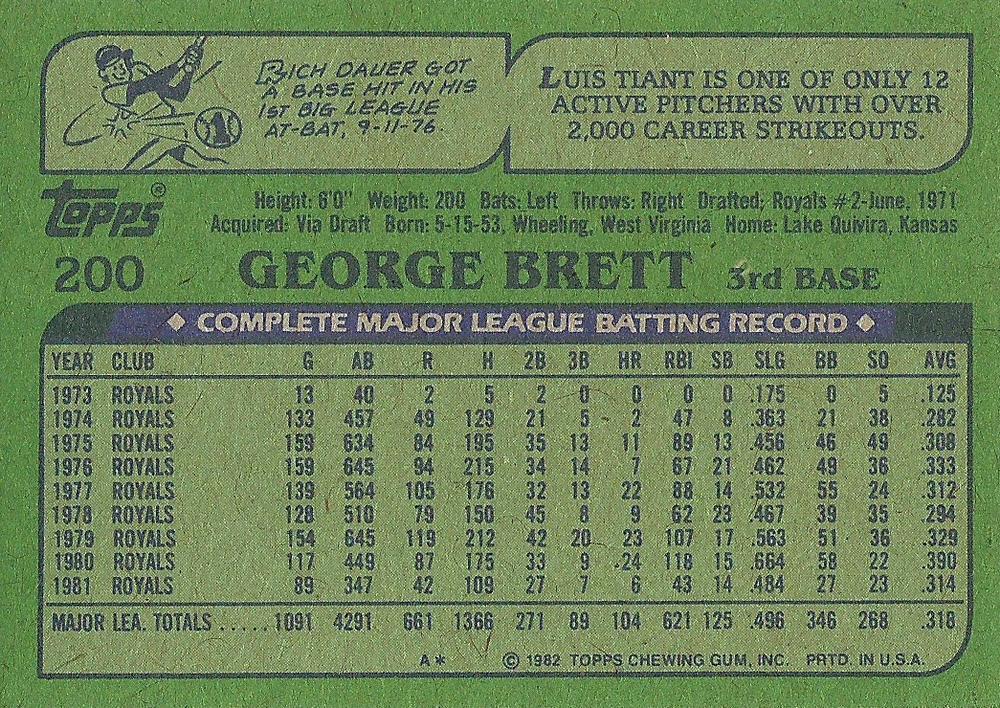 RICH DAUER GOT
A BASE HIT IN HIS
1ST BIG LEAGUE
AT-BAT, 9-11-76.
LUIS TIANT IS ONE OF ONLY 12
ACTIVE PITCHERS WITH OVER
2,000 CAREER STRIKEOUTS.
Topps®
Height: 6'0" Weight: 200 Bats: Left Throws: Right Drafted: Royals #2-June, 1971
Acquired: Via Draft Born: 5-15-53, Wheeling, West Virginia Home: Lake Quivira, Kansas
200 GEORGE BRETT 3rd BASE
◆ COMPLETE MAJOR LEAGUE BATTING RECORD ◆
YEAR CLUB G AB R H 2B 3B HR RBI SB SLG BB SO AVG
1973 ROYALS 13 40 2 5 2 0 0 0 0 .175 0 5 .125
1974 ROYALS 133 457 49 129 21 5 2 47 8 .363 21 38 .282
1975 ROYALS 159 634 84 195 35 13 11 89 13 .456 46 49 .308
1976 ROYALS 159 645 94 215 34 14 7 67 21 .462 49 36 .333
1977 ROYALS 139 564 105 176 32 13 22 88 14 .532 55 24 .312
1978 ROYALS 128 510 79 150 45 8 9 62 23 .467 39 35 .294
1979 ROYALS 154 645 119 212 42 20 23 107 17 .563 51 36 .329
1980 ROYALS 117 449 87 175 33 9 24 118 15 .664 58 22 .390
1981 ROYALS 89 347 42 109 27 7 6 43 14 .484 27 23 .314
MAJOR LEA. TOTALS ..... 1091 4291 661 1366 271 89 104 621 125 .496 346 268 .318
A* © 1982 TOPPS CHEWING GUM, INC. PRTD. IN U.S.A.